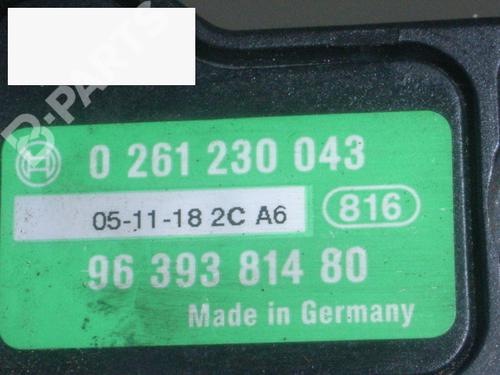 B-PARTS
0 261 230 043
05-11-18 2C A6 816
96 393 814 80
Made in Germany